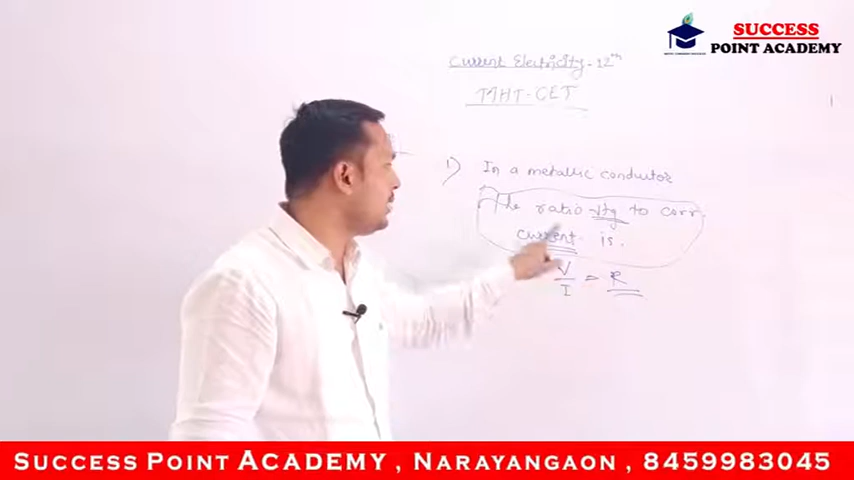 SUCCESS
POINT ACADEMY
Current Electricity - 12th
MHT-CET
1) In a metallic conductor
The ratio vtg to corr.
current is.
V/I = R
SUCCESS POINT ACADEMY , NARAYANGAON , 8459983045